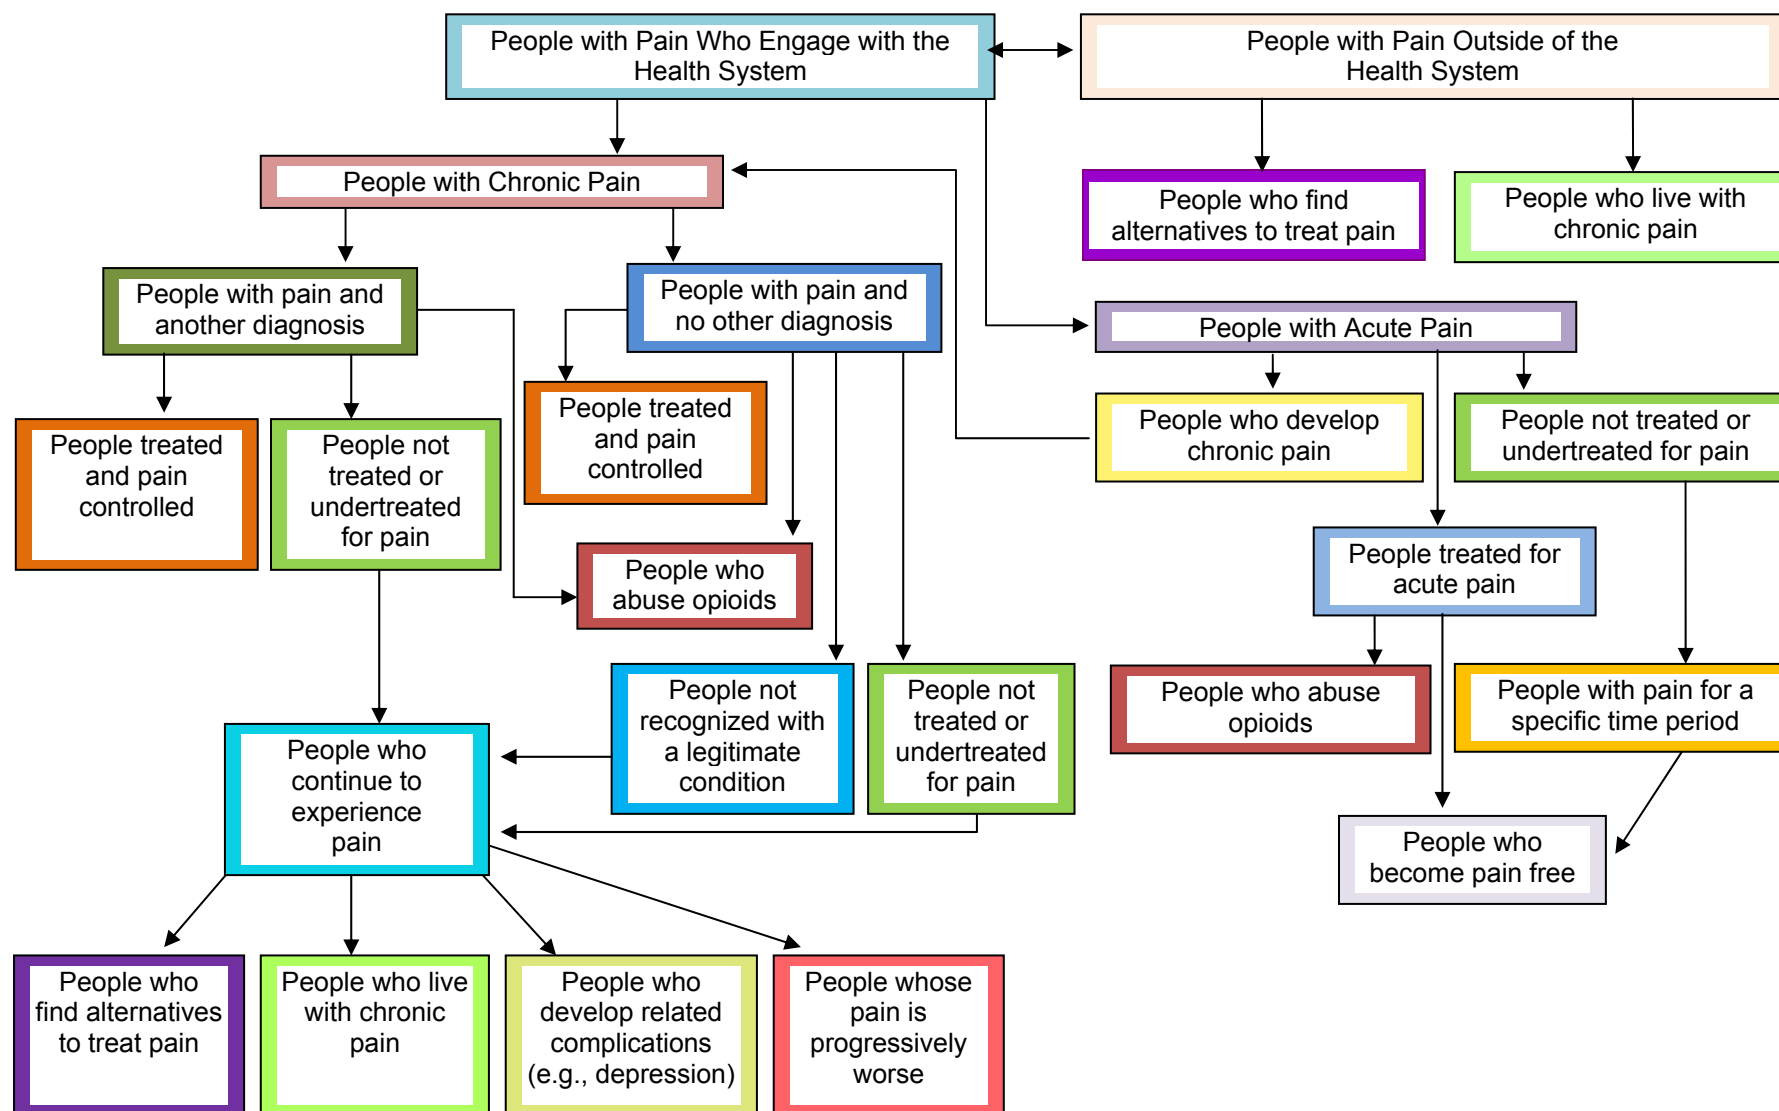 People with Pain Who Engage with the
Health System
People with Pain Outside of the
Health System
People with Chronic Pain
People who find
alternatives to treat pain
People who live with
chronic pain
People with pain and
another diagnosis
People with pain and
no other diagnosis
People with Acute Pain
People treated
and pain
controlled
People not
treated or
undertreated
for pain
People treated
and pain
controlled
People who develop
chronic pain
People not treated or
undertreated for pain
People who
abuse opioids
People treated for
acute pain
People not
recognized with
a legitimate
condition
People not
treated or
undertreated
for pain
People who abuse
opioids
People with pain for a
specific time period
People who
continue to
experience
pain
People who
become pain free
People who
find alternatives
to treat pain
People who live
with chronic
pain
People who
develop related
complications
(e.g., depression)
People whose
pain is
progressively
worse